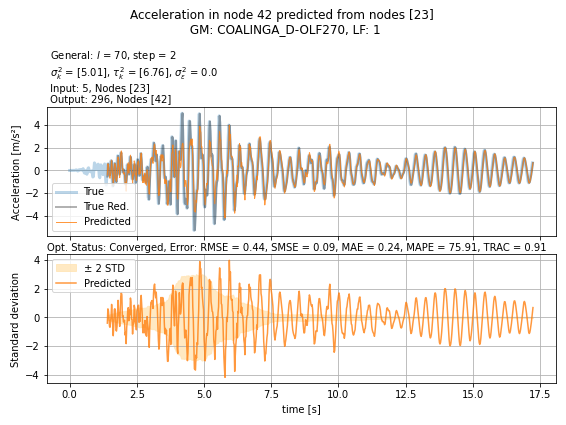 Acceleration in node 42 predicted from nodes [23]
GM: COALINGA_D-OLF270, LF: 1
General: l = 70, step = 2
σ²ₖ = [5.01], τ²ₖ = [6.76], σ²ε = 0.0
Input: 5, Nodes [23]
Output: 296, Nodes [42]
Acceleration [m/s²]
4
2
0
−2
−4
True
True Red.
Predicted
Opt. Status: Converged, Error: RMSE = 0.44, SMSE = 0.09, MAE = 0.24, MAPE = 75.91, TRAC = 0.91
Standard deviation
4
2
0
−2
−4
± 2 STD
Predicted
0.0 2.5 5.0 7.5 10.0 12.5 15.0 17.5
time [s]